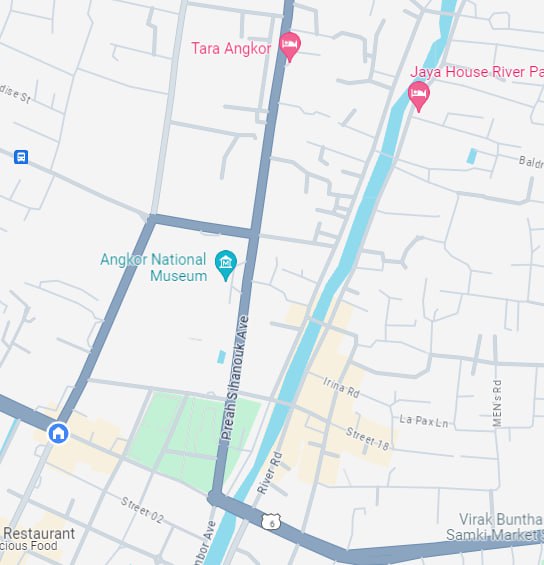 Tara Angkor
Jaya House River Pa
dise St
Baldr
Angkor National
Museum
Preah Sihanouk Ave
Irina Rd
MEN's Rd
La Pax Ln
Street 18
River Rd
Street 02
6
Virak Buntha
Samki Market S
Restaurant
cious Food
mbor Ave